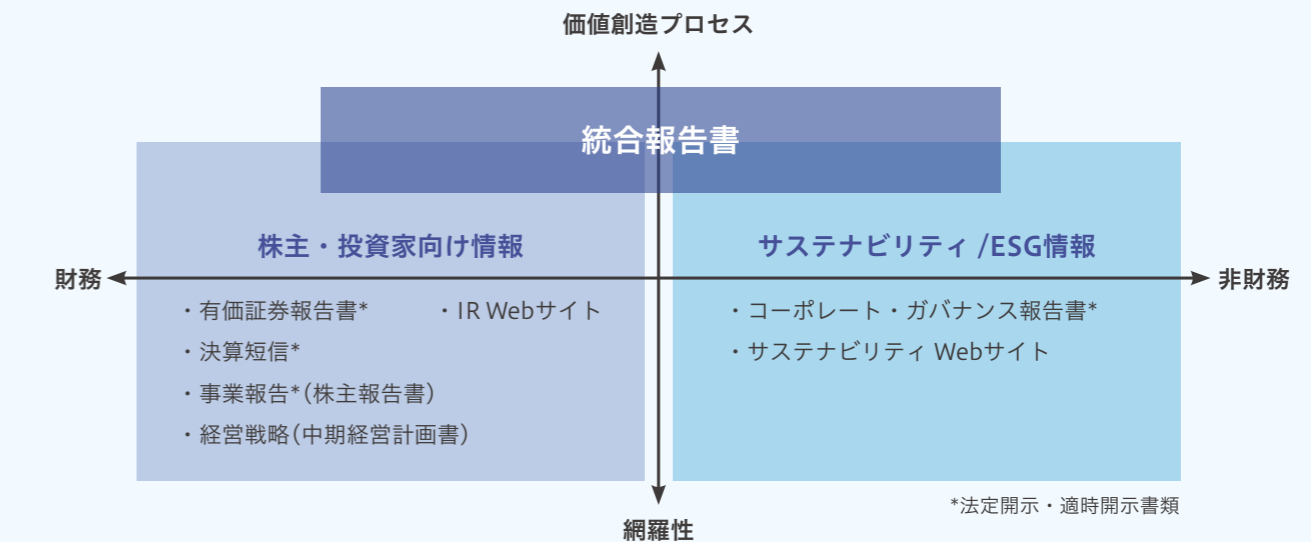 価値創造プロセス
統合報告書
株主・投資家向け情報
サステナビリティ /ESG情報
財務
非財務
・有価証券報告書*
・IR Webサイト
・決算短信*
・事業報告*(株主報告書)
・経営戦略(中期経営計画書)
・コーポレート・ガバナンス報告書*
・サステナビリティ Webサイト
*法定開示・適時開示書類
網羅性